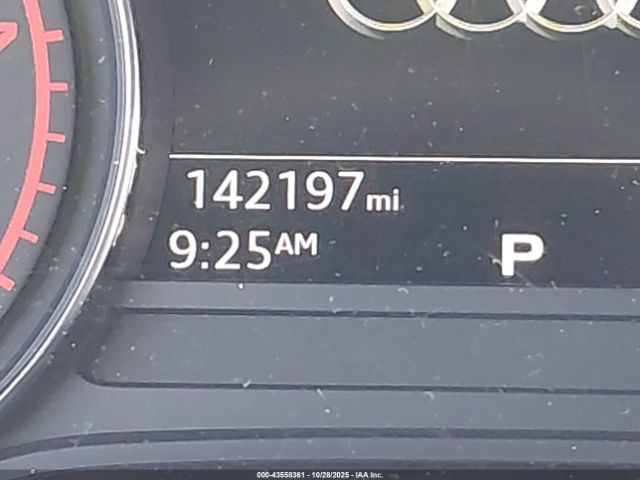 142197mi
9:25AM
P
000-43558361 - 10/28/2025 - IAA Inc.